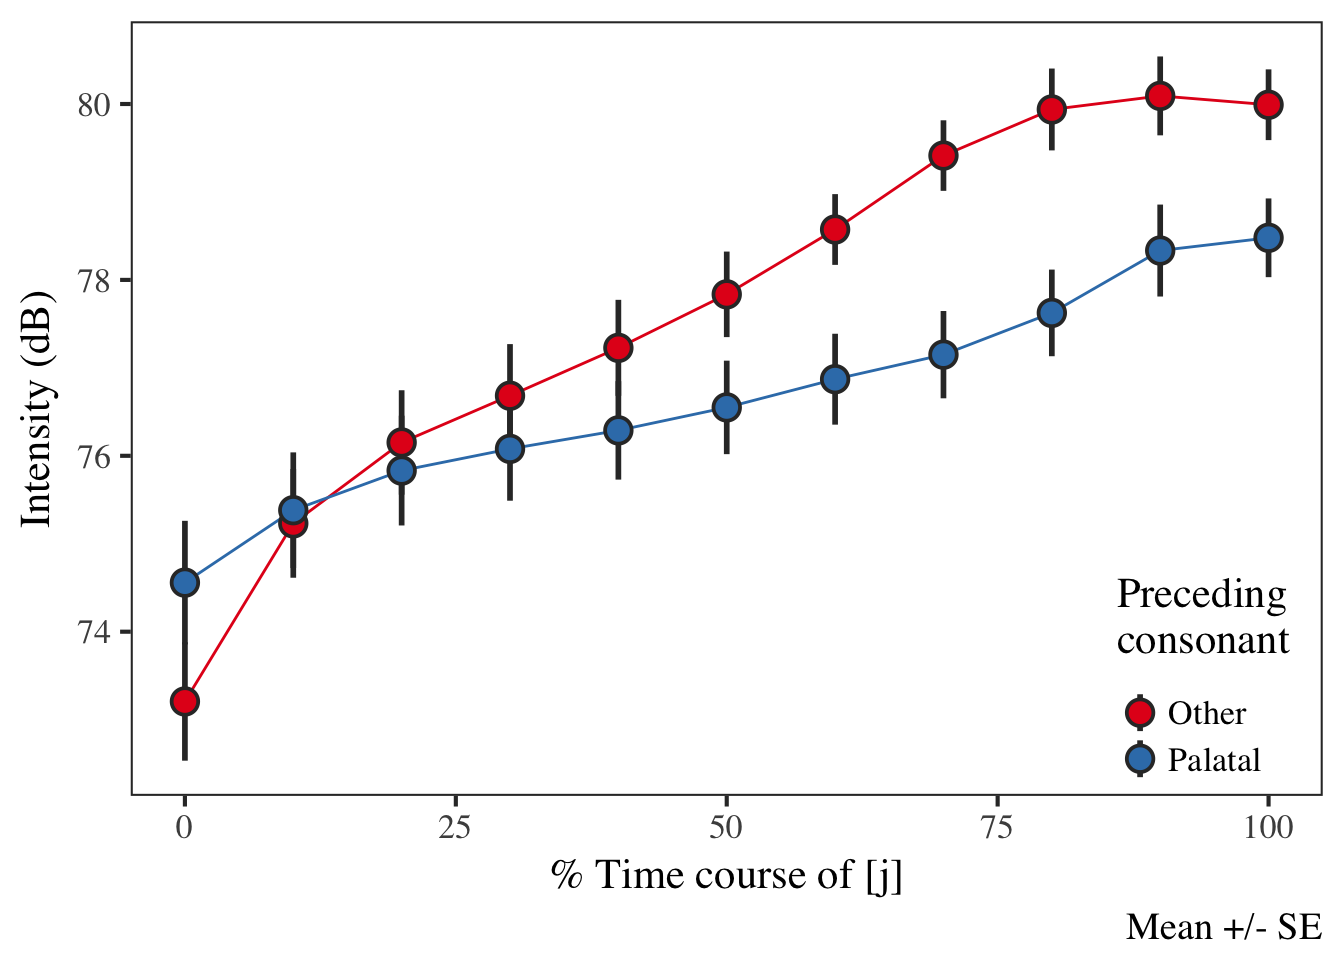 80
78
76
74
Intensity (dB)
Preceding
consonant
Other
Palatal
0 25 50 75 100
% Time course of [j]
Mean +/- SE